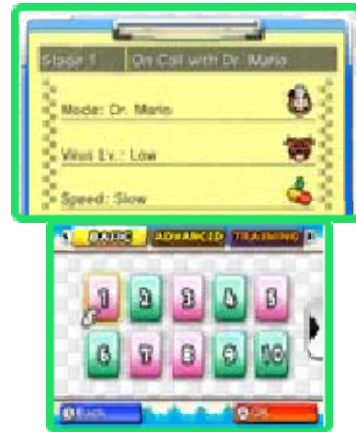 Stage 1 On Call with Dr. Mario
Mode: Dr. Mario
Virus Lv.: Low
Speed: Slow
BASIC ADVANCED TRAINING
1 2 3 4 5
6 7 8 9 10
Back OK